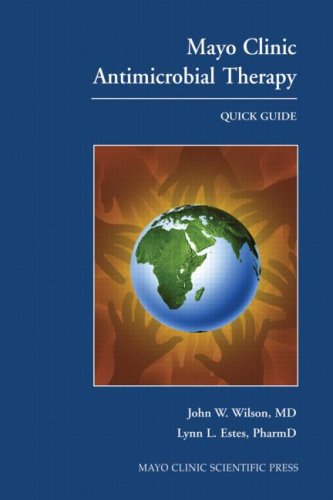 Mayo Clinic
Antimicrobial Therapy
QUICK GUIDE
John W. Wilson, MD
Lynn L. Estes, PharmD
MAYO CLINIC SCIENTIFIC PRESS